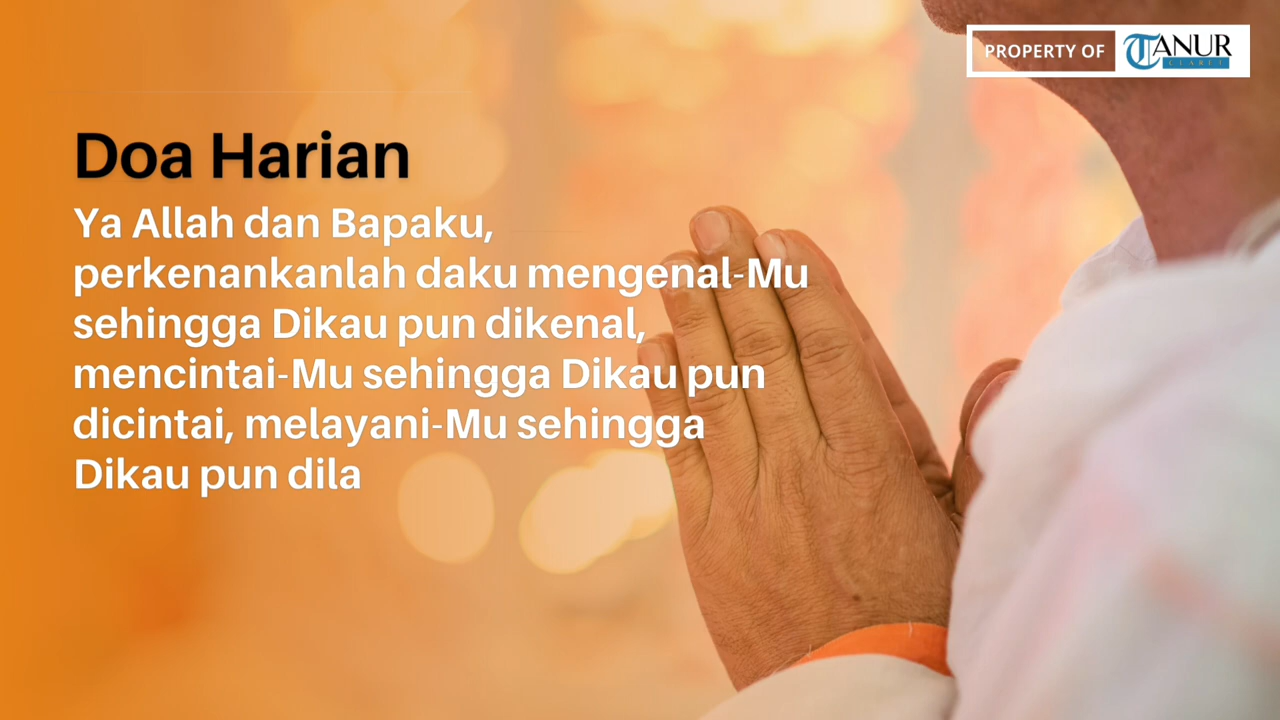 PROPERTY OF TANUR
CLARET
Doa Harian
Ya Allah dan Bapaku,
perkenankanlah daku mengenal-Mu
sehingga Dikau pun dikenal,
mencintai-Mu sehingga Dikau pun
dicintai, melayani-Mu sehingga
Dikau pun dila